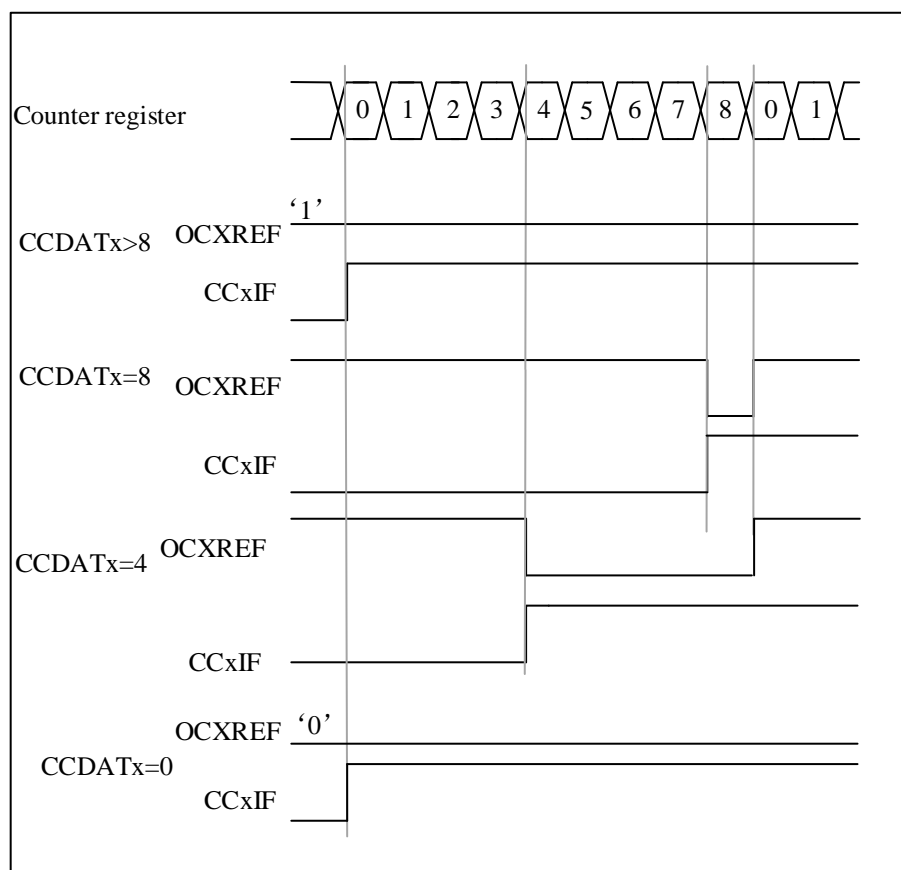 Counter register 0 1 2 3 4 5 6 7 8 0 1
‘1’
CCDATx>8 OCXREF
CCxIF
CCDATx=8 OCXREF
CCxIF
CCDATx=4 OCXREF
CCxIF
OCXREF ‘0’
CCDATx=0
CCxIF